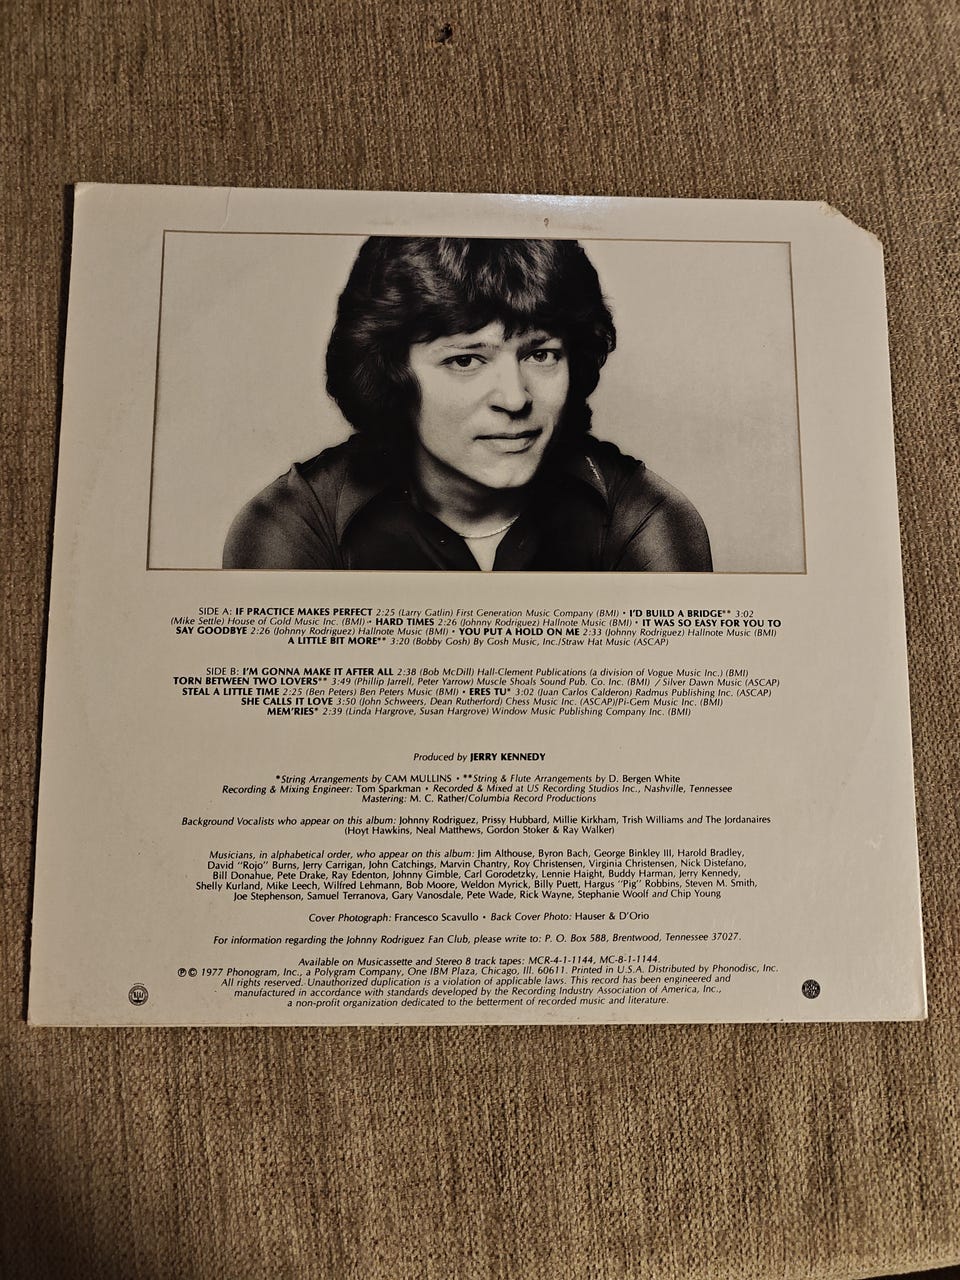 SIDE A: IF PRACTICE MAKES PERFECT 2:25 (Larry Gatlin) First Generation Music Company (BMI) • I'D BUILD A BRIDGE** 3:02
(Mike Settle) House of Gold Music Inc. (BMI) • HARD TIMES 2:26 (Johnny Rodriguez) Hallnote Music (BMI) • IT WAS SO EASY FOR YOU TO
SAY GOODBYE 2:26 (Johnny Rodriguez) Hallnote Music (BMI) • YOU PUT A HOLD ON ME 2:33 (Johnny Rodriguez) Hallnote Music (BMI)
A LITTLE BIT MORE** 3:20 (Bobby Gosh) By Gosh Music, Inc./Straw Hat Music (ASCAP)
SIDE B: I'M GONNA MAKE IT AFTER ALL 2:38 (Bob McDill) Hall-Clement Publications (a division of Vogue Music Inc.) (BMI)
TORN BETWEEN TWO LOVERS** 3:49 (Phillip Jarrell, Peter Yarrow) Muscle Shoals Sound Pub. Co. Inc. (BMI) / Silver Dawn Music (ASCAP)
STEAL A LITTLE TIME 2:25 (Ben Peters) Ben Peters Music (BMI) • ERES TU* 3:02 (Juan Carlos Calderon) Radmus Publishing Inc. (ASCAP)
SHE CALLS IT LOVE 3:50 (John Schweers, Dean Rutherford) Chess Music Inc. (ASCAP)/Pi-Gem Music Inc. (BMI)
MEM'RIES* 2:39 (Linda Hargrove, Susan Hargrove) Window Music Publishing Company Inc. (BMI)
Produced by JERRY KENNEDY
*String Arrangements by CAM MULLINS • **String & Flute Arrangements by D. Bergen White
Recording & Mixing Engineer: Tom Sparkman • Recorded & Mixed at US Recording Studios Inc., Nashville, Tennessee
Mastering: M. C. Rather/Columbia Record Productions
Background Vocalists who appear on this album: Johnny Rodriguez, Prissy Hubbard, Millie Kirkham, Trish Williams and The Jordanaires
(Hoyt Hawkins, Neal Matthews, Gordon Stoker & Ray Walker)
Musicians, in alphabetical order, who appear on this album: Jim Althouse, Byron Bach, George Binkley III, Harold Bradley,
David "Rojo" Burns, Jerry Carrigan, John Catchings, Marvin Chantry, Roy Christensen, Virginia Christensen, Nick Distefano,
Bill Donahue, Pete Drake, Ray Edenton, Johnny Gimble, Carl Gorodetzky, Lennie Haight, Buddy Harman, Jerry Kennedy,
Shelly Kurland, Mike Leech, Wilfred Lehmann, Bob Moore, Weldon Myrick, Billy Puett, Hargus "Pig" Robbins, Steven M. Smith,
Joe Stephenson, Samuel Terranova, Gary Vanosdale, Pete Wade, Rick Wayne, Stephanie Woolf and Chip Young
Cover Photograph: Francesco Scavullo • Back Cover Photo: Hauser & D'Orio
For information regarding the Johnny Rodriguez Fan Club, please write to: P. O. Box 588, Brentwood, Tennessee 37027.
Available on Musicassette and Stereo 8 track tapes: MCR-4-1-1144, MC-8-1-1144.
℗© 1977 Phonogram, Inc., a Polygram Company, One IBM Plaza, Chicago, Ill. 60611. Printed in U.S.A. Distributed by Phonodisc, Inc.
All rights reserved. Unauthorized duplication is a violation of applicable laws. This record has been engineered and
manufactured in accordance with standards developed by the Recording Industry Association of America, Inc.,
a non-profit organization dedicated to the betterment of recorded music and literature.